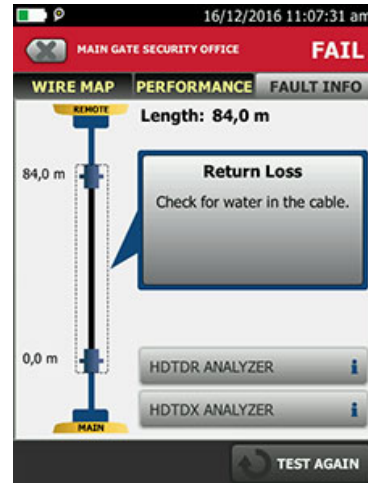 16/12/2016 11:07:31 am
MAIN GATE SECURITY OFFICE
FAIL
WIRE MAP
PERFORMANCE
FAULT INFO
REMOTE
Length: 84,0 m
84,0 m
Return Loss
Check for water in the cable.
0,0 m
HDTDR ANALYZER i
HDTDX ANALYZER i
MAIN
TEST AGAIN